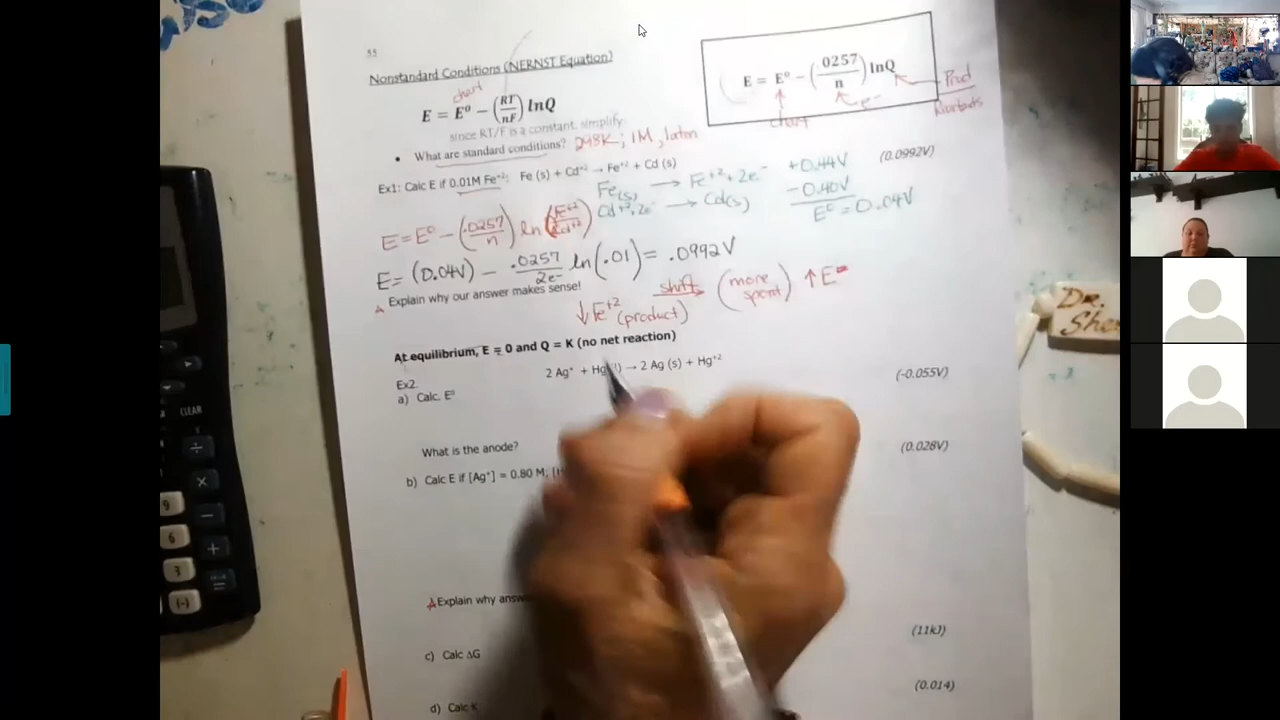 55
Nonstandard Conditions (NERNST Equation)
chart
E = E° − (RT/nF) lnQ
since RT/F is a constant, simplify:
E = E° − (.0257/n) lnQ
chart
e⁻
Prod
• What are standard conditions? 298K; 1M, 1atm
Ex1: Calc E if 0.01M Fe⁺²: Fe (s) + Cd⁺² → Fe⁺² + Cd (s)
(0.0992V)
Fe(s) → Fe⁺² + 2e⁻ +0.44V
Cd⁺² + 2e⁻ → Cd(s) −0.40V
E° = 0.04V
E = E° − (.0257/n) ln (Fe⁺²/Cd⁺²)
E = (0.04V) − .0257/2e⁻ ln(.01) = .0992V
Explain why our answer makes sense!
↓Fe⁺² (product) shift → (more spont) ↑E
At equilibrium, E = 0 and Q = K (no net reaction)
Ex2. 2 Ag⁺ + Hg → 2 Ag (s) + Hg⁺²
a) Calc. E°
(-0.055V)
What is the anode?
(0.028V)
b) Calc E if [Ag⁺] = 0.80 M,
Explain why
c) Calc ΔG
(11kJ)
d) Calc K
(0.014)
Dr.
CLEAR
÷
9
×
6
−
3
+
(-)